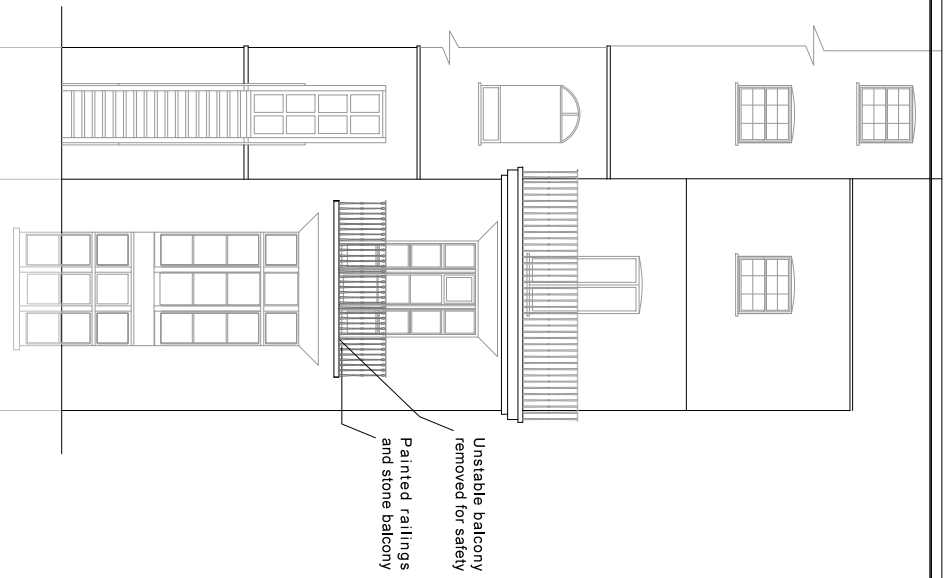 Unstable balcony
removed for safety
Painted railings
and stone balcony